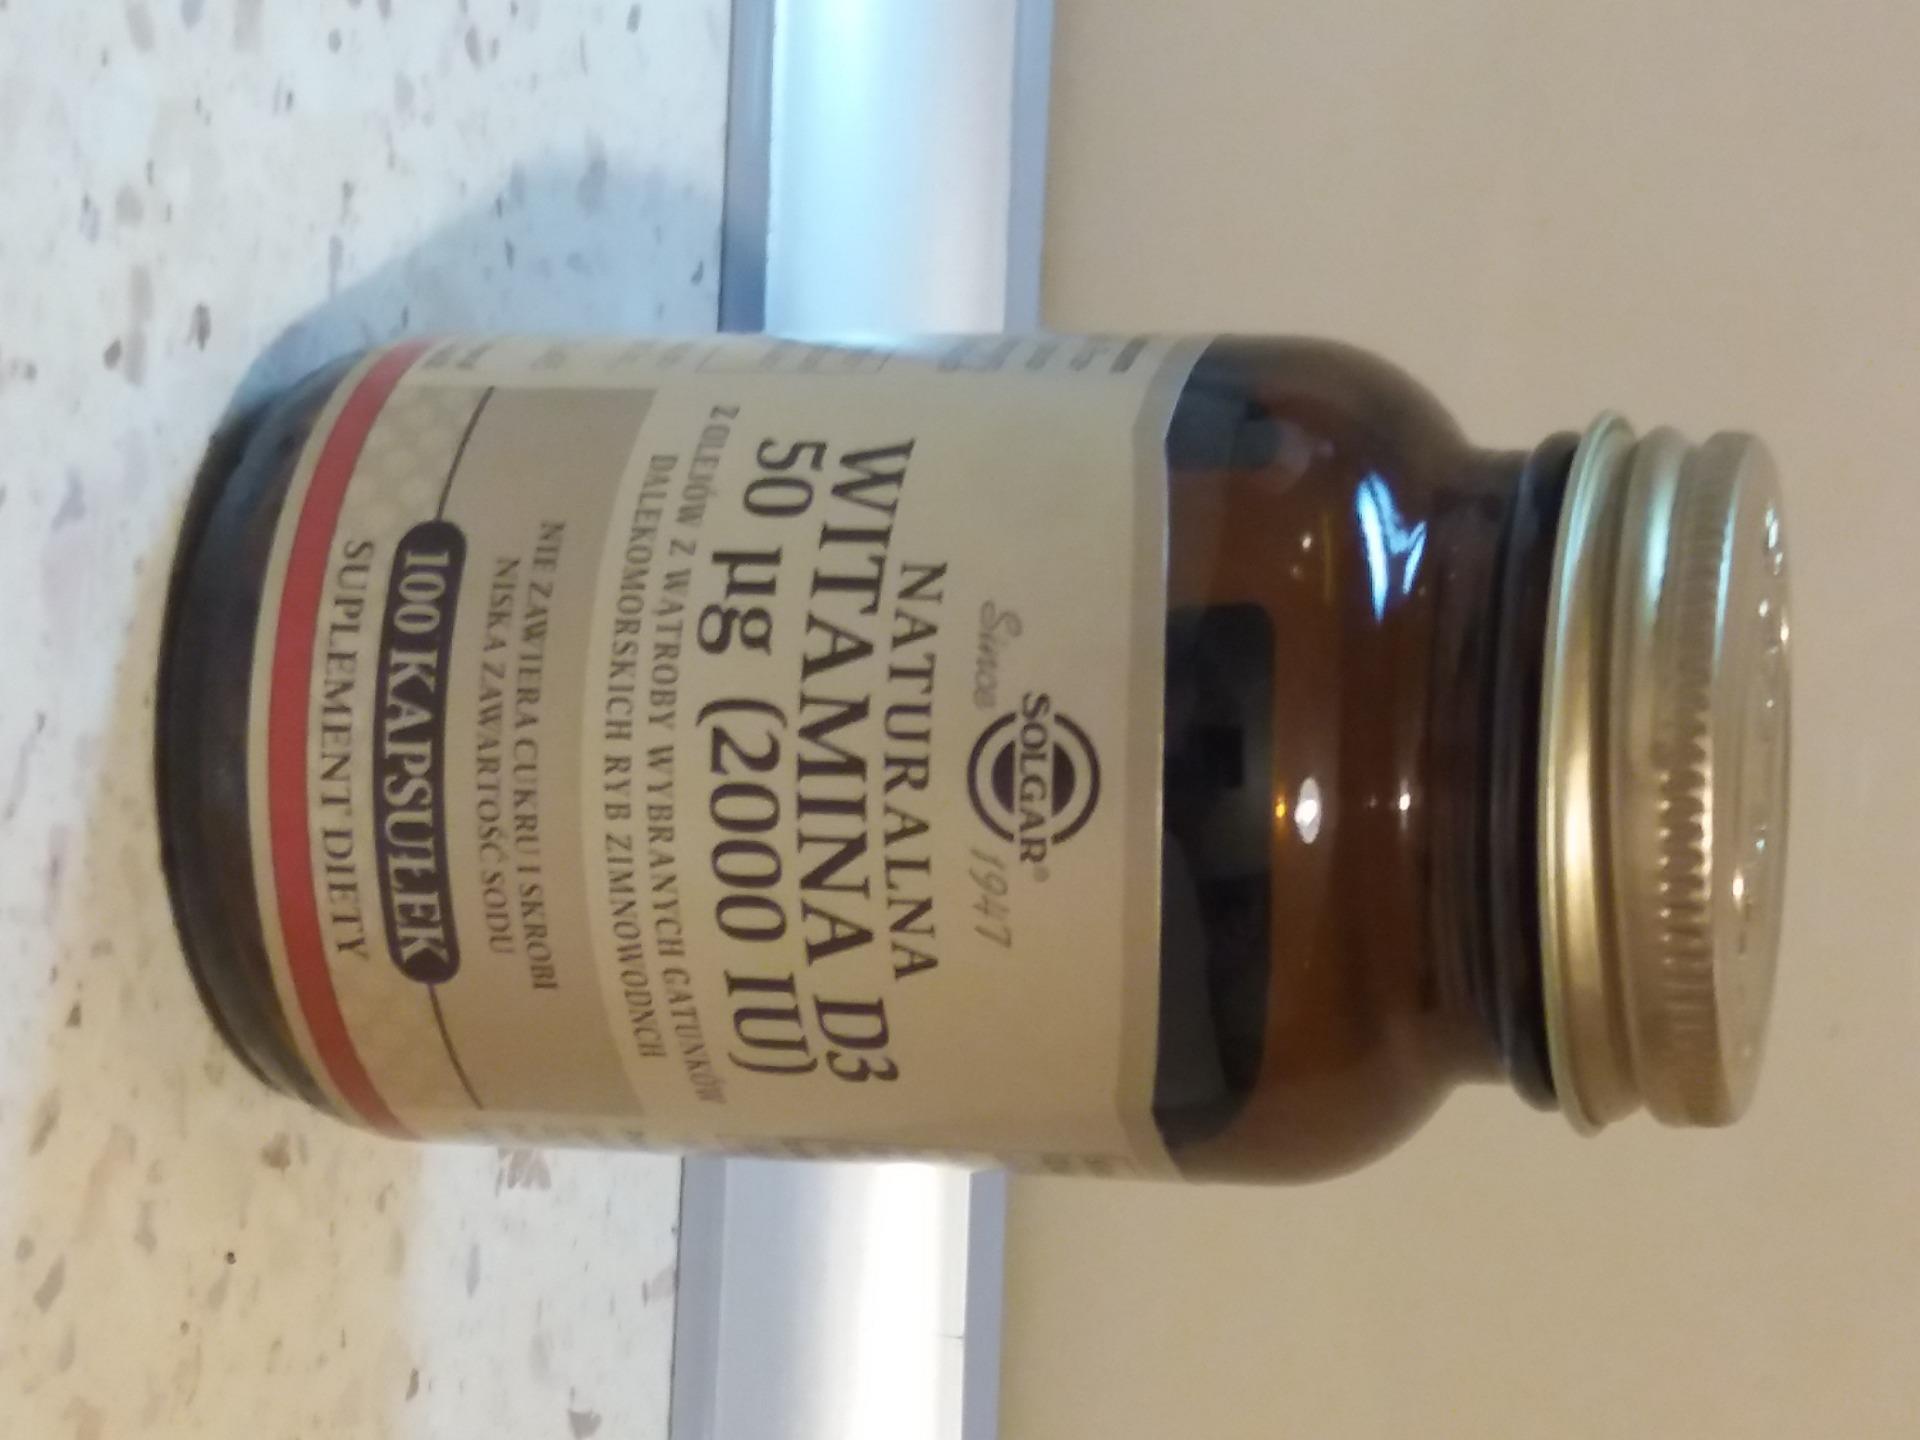 SOLGAR®
Since 1947
NATURALNA
WITAMINA D3
50 µg (2000 IU)
Z OLEJÓW Z WĄTROBY WYBRANYCH GATUNKÓW
DALEKOMORSKICH RYB ZIMNOWODNCH
NIE ZAWIERA CUKRU I SKROBI
NISKA ZAWARTOŚĆ SODU
100 KAPSUŁEK
SUPLEMENT DIETY